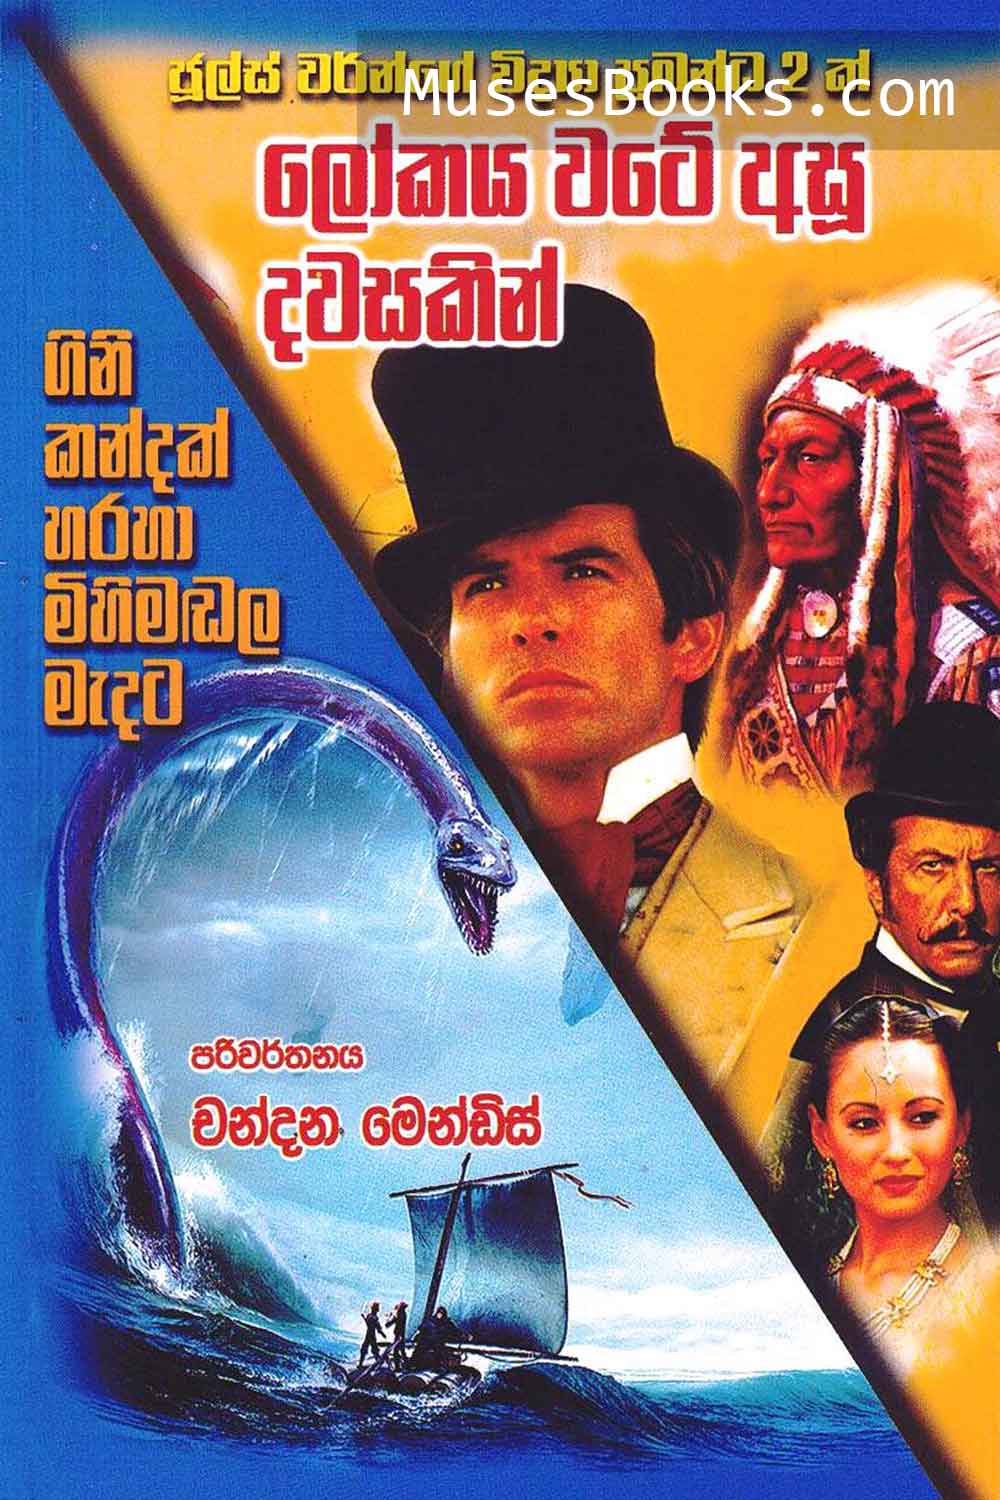 ජූල්ස් වර්න්ගේ විද්‍යා ප්‍රබන්ධ 2 ක්
MusesBooks.com
ලෝකය වටේ අසූ
දවසකින්
ගිනි
කන්දක්
හරහා
මිහිමඬල
මැදට
පරිවර්තනය
චන්දන මෙන්ඩිස්